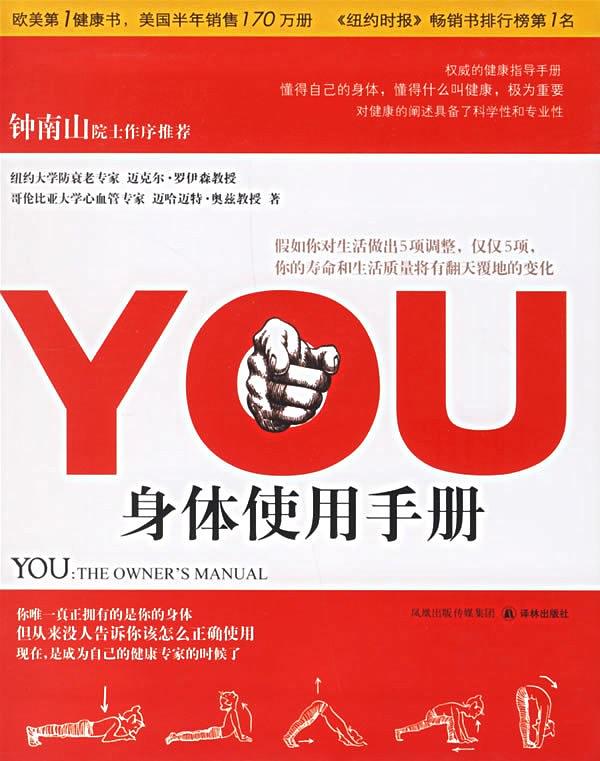 欧美第1健康书，美国半年销售170万册 《纽约时报》畅销书排行榜第1名
权威的健康指导手册
懂得自己的身体，懂得什么叫健康，极为重要
对健康的阐述具备了科学性和专业性
钟南山院士作序推荐
纽约大学防衰老专家 迈克尔·罗伊森教授
哥伦比亚大学心血管专家 迈哈迈特·奥兹教授 著
假如你对生活做出5项调整，仅仅5项，
你的寿命和生活质量将有翻天覆地的变化
YOU
身体使用手册
YOU:THE OWNER'S MANUAL
你唯一真正拥有的是你的身体
但从来没人告诉你该怎么正确使用
现在,是成为自己的健康专家的时候了
凤凰出版传媒集团 译林出版社